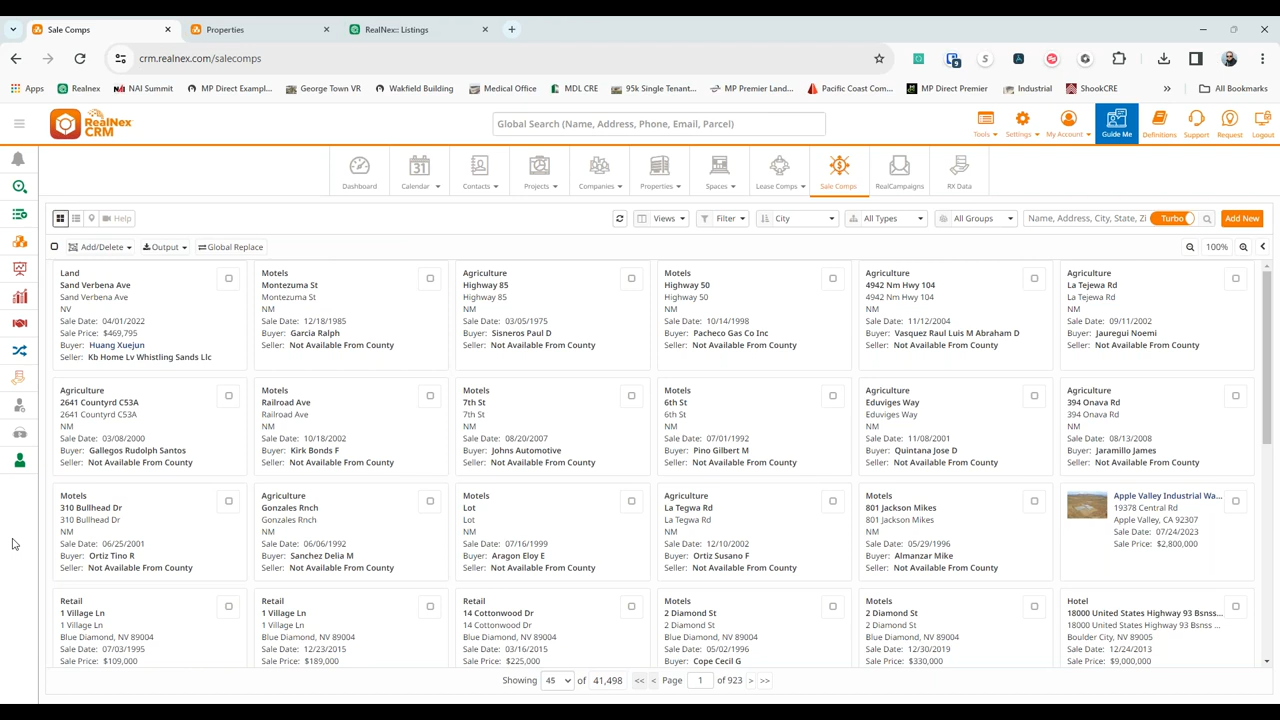 Sale Comps
Properties
RealNex:: Listings
crm.realnex.com/salecomps
Apps
Realnex
NAI Summit
MP Direct Exampl...
George Town VR
Wakfield Building
Medical Office
MDL CRE
95k Single Tenant...
MP Premier Land...
Pacific Coast Com...
MP Direct Premier
Industrial
ShookCRE
»
All Bookmarks
RealNex
CRM
Global Search (Name, Address, Phone, Email, Parcel)
Tools
Settings
My Account
Guide Me
Definitions
Support
Request
Logout
Dashboard
Calendar
Contacts
Projects
Companies
Properties
Spaces
Lease Comps
Sale Comps
RealCampaigns
RX Data
Help
Views
Filter
City
All Types
All Groups
Name, Address, City, State, Zi
Turbo
Add New
Add/Delete
Output
Global Replace
100%
Land
Sand Verbena Ave
Sand Verbena Ave
NV
Sale Date: 04/01/2022
Sale Price: $469,795
Buyer: Huang Xuejun
Seller: Kb Home Lv Whistling Sands Llc
Motels
Montezuma St
Montezuma St
NM
Sale Date: 12/18/1985
Buyer: Garcia Ralph
Seller: Not Available From County
Agriculture
Highway 85
Highway 85
NM
Sale Date: 03/05/1975
Buyer: Sisneros Paul D
Seller: Not Available From County
Motels
Highway 50
Highway 50
NM
Sale Date: 10/14/1998
Buyer: Pacheco Gas Co Inc
Seller: Not Available From County
Agriculture
4942 Nm Hwy 104
4942 Nm Hwy 104
NM
Sale Date: 11/12/2004
Buyer: Vasquez Raul Luis M Abraham D
Seller: Not Available From County
Agriculture
La Tejewa Rd
La Tejewa Rd
NM
Sale Date: 09/11/2002
Buyer: Jauregui Noemi
Seller: Not Available From County
Agriculture
2641 Countyrd C53A
2641 Countyrd C53A
NM
Sale Date: 03/08/2000
Buyer: Gallegos Rudolph Santos
Seller: Not Available From County
Motels
Railroad Ave
Railroad Ave
NM
Sale Date: 10/18/2002
Buyer: Kirk Bonds F
Seller: Not Available From County
Motels
7th St
7th St
NM
Sale Date: 08/20/2007
Buyer: Johns Automotive
Seller: Not Available From County
Motels
6th St
6th St
NM
Sale Date: 07/01/1992
Buyer: Pino Gilbert M
Seller: Not Available From County
Agriculture
Eduviges Way
Eduviges Way
NM
Sale Date: 11/08/2001
Buyer: Quintana Jose D
Seller: Not Available From County
Agriculture
394 Onava Rd
394 Onava Rd
NM
Sale Date: 08/13/2008
Buyer: Jaramillo James
Seller: Not Available From County
Motels
310 Bullhead Dr
310 Bullhead Dr
NM
Sale Date: 06/25/2001
Buyer: Ortiz Tino R
Seller: Not Available From County
Agriculture
Gonzales Rnch
Gonzales Rnch
NM
Sale Date: 06/06/1992
Buyer: Sanchez Delia M
Seller: Not Available From County
Motels
Lot
Lot
NM
Sale Date: 07/16/1999
Buyer: Aragon Eloy E
Seller: Not Available From County
Agriculture
La Tegwa Rd
La Tegwa Rd
NM
Sale Date: 12/10/2002
Buyer: Ortiz Susano F
Seller: Not Available From County
Motels
801 Jackson Mikes
801 Jackson Mikes
NM
Sale Date: 05/29/1996
Buyer: Almanzar Mike
Seller: Not Available From County
Apple Valley Industrial Wa...
19378 Central Rd
Apple Valley, CA 92307
Sale Date: 07/24/2023
Sale Price: $2,800,000
Retail
1 Village Ln
1 Village Ln
Blue Diamond, NV 89004
Sale Date: 07/03/1995
Sale Price: $109,000
Retail
1 Village Ln
1 Village Ln
Blue Diamond, NV 89004
Sale Date: 12/23/2015
Sale Price: $189,000
Retail
14 Cottonwood Dr
14 Cottonwood Dr
Blue Diamond, NV 89004
Sale Date: 03/16/2015
Sale Price: $225,000
Motels
2 Diamond St
2 Diamond St
Blue Diamond, NV 89004
Sale Date: 05/02/1996
Buyer: Cope Cecil G
Motels
2 Diamond St
2 Diamond St
Blue Diamond, NV 89004
Sale Date: 12/30/2019
Sale Price: $330,000
Hotel
18000 United States Highway 93 Bsnss...
18000 United States Highway 93 Bsnss ...
Boulder City, NV 89005
Sale Date: 12/24/2013
Sale Price: $9,000,000
Showing 45 of 41,498 << < Page 1 of 923 > >>